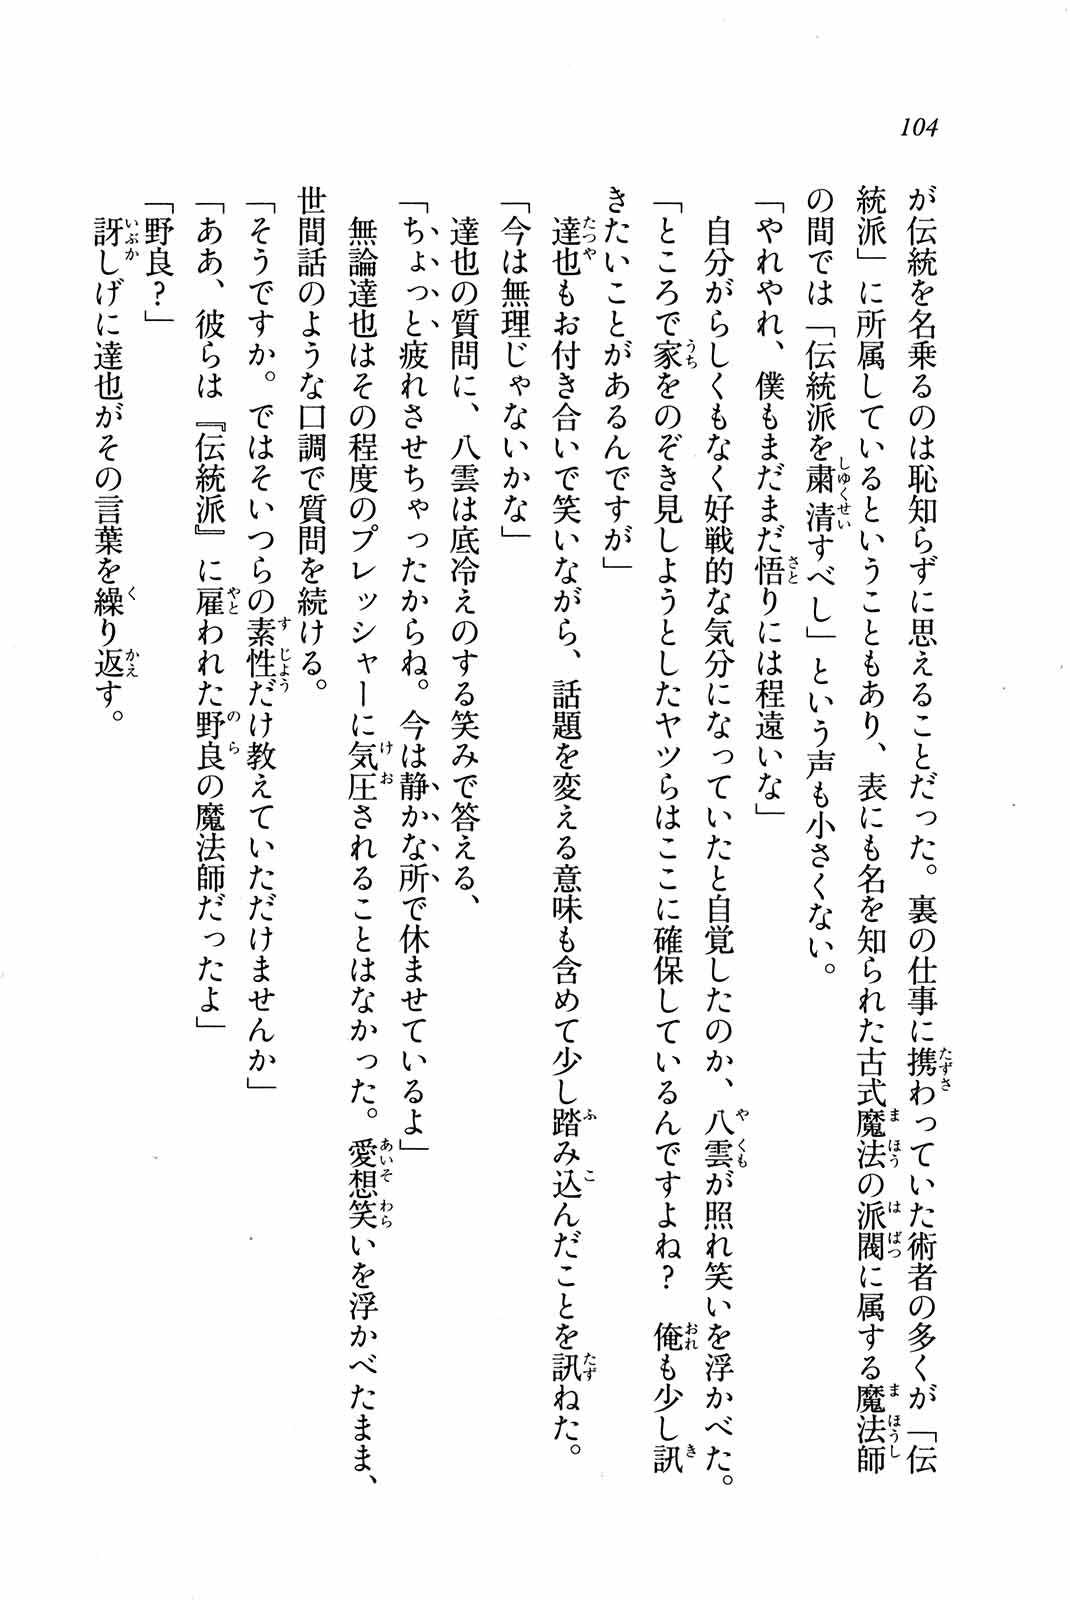 104
が伝統を名乗るのは恥知らずに思えることだった。裏の仕事に携わっていた術者の多くが「伝
統派」に所属しているということもあり、表にも名を知られた古式魔法の派閥に属する魔法師
の間では「伝統派を粛清すべし」という声も小さくない。
「やれやれ、僕もまだまだ悟りには程遠いな」
自分がらしくもなく好戦的な気分になっていたと自覚したのか、八雲が照れ笑いを浮かべた。
「ところで家をのぞき見しようとしたヤツらはここに確保しているんですよね？　俺も少し訊
きたいことがあるんですが」
達也もお付き合いで笑いながら、話題を変える意味も含めて少し踏み込んだことを訊ねた。
「今は無理じゃないかな」
達也の質問に、八雲は底冷えのする笑みで答える、
「ちょっと疲れさせちゃったからね。今は静かな所で休ませているよ」
無論達也はその程度のプレッシャーに気圧されることはなかった。愛想笑いを浮かべたまま、
世間話のような口調で質問を続ける。
「そうですか。ではそいつらの素性だけ教えていただけませんか」
「ああ、彼らは『伝統派』に雇われた野良の魔法師だったよ」
「野良？」
訝しげに達也がその言葉を繰り返す。